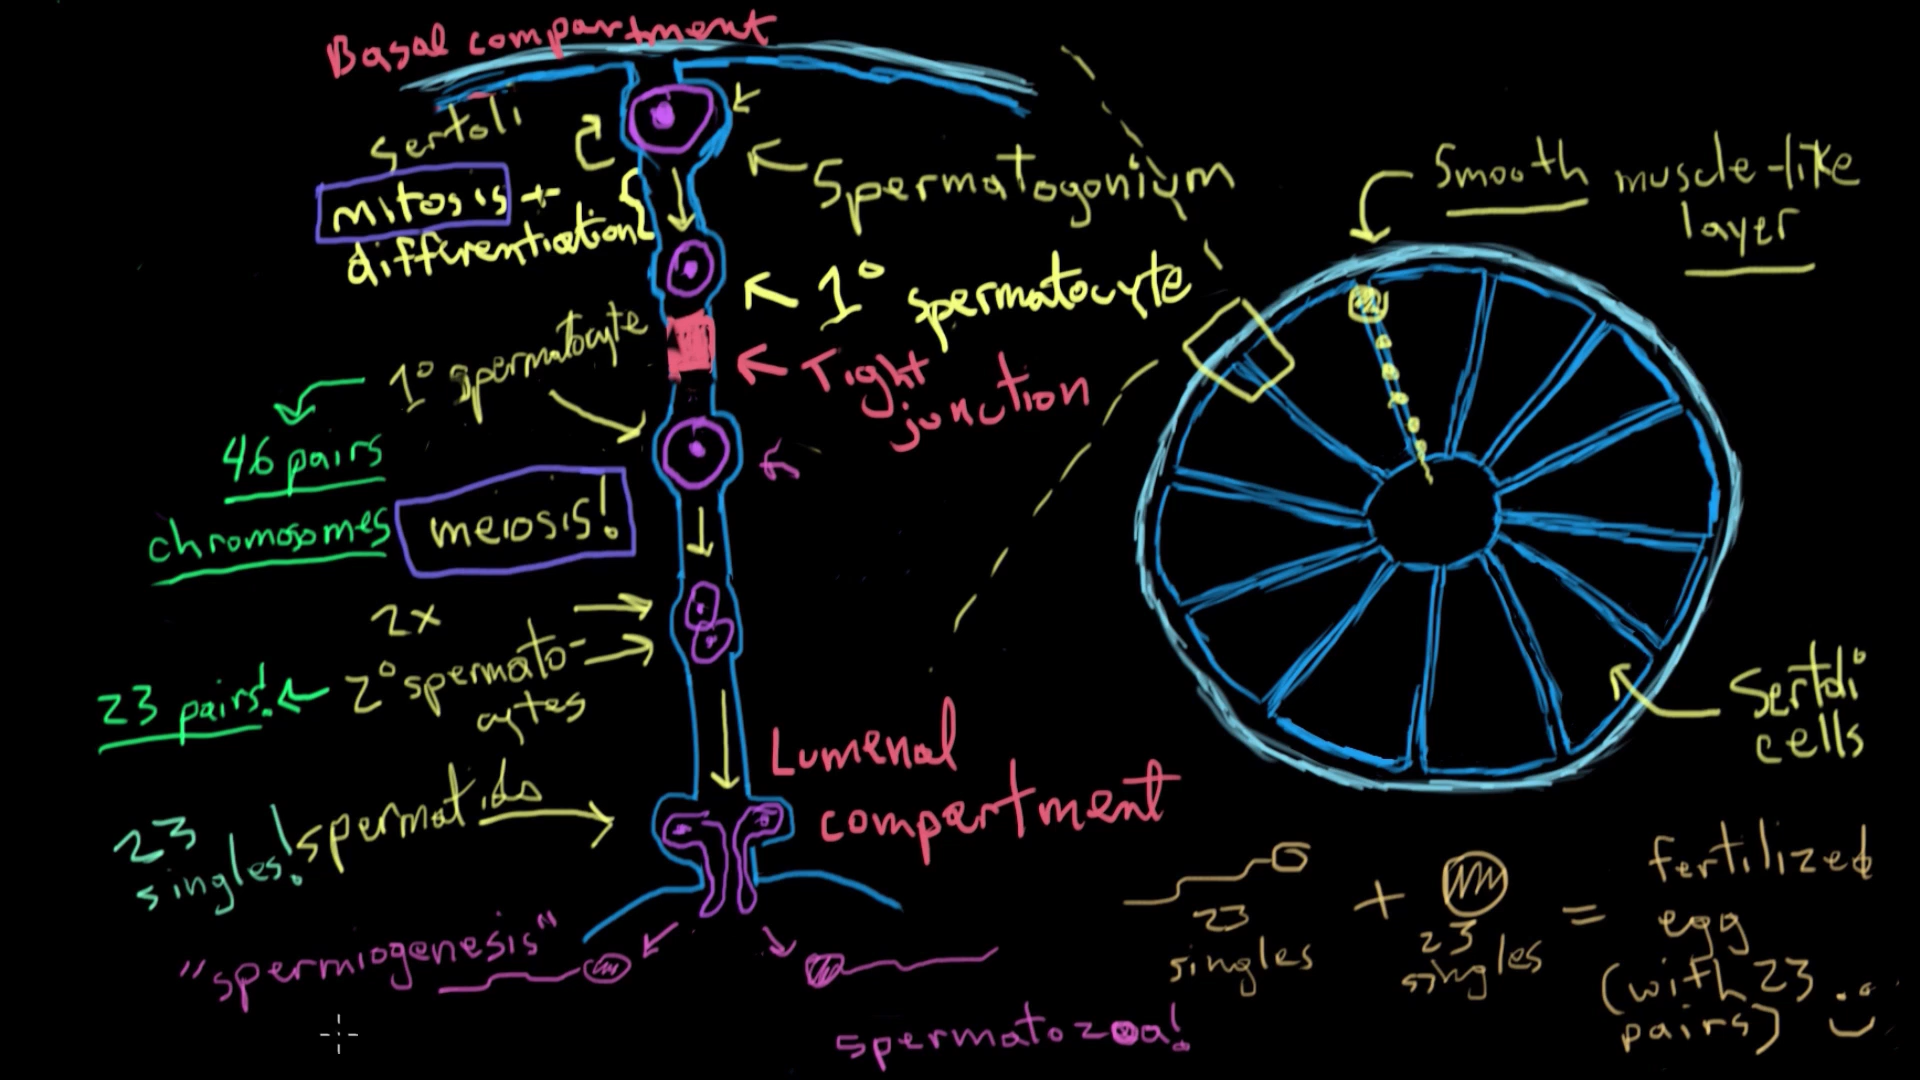 Basal compartment
Sertoli
mitosis +
differentiation
Spermatogonium
1° spermatocyte
Tight
junction
1° spermatocyte
46 pairs
chromosomes
meiosis!
2x
2° spermato-
cytes
23 pairs!
Lumenal
compartment
spermatids
23
singles!
"spermiogenesis"
spermatozoa!
Smooth muscle-like
layer
Sertoli
cells
23
singles
+
23
singles
=
fertilized
egg
(with 23
pairs)